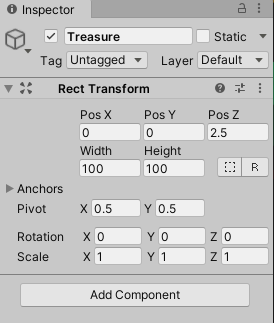 Inspector
Treasure Static
Tag Untagged Layer Default
Rect Transform
Pos X Pos Y Pos Z
0 0 2.5
Width Height
100 100 R
Anchors
Pivot X 0.5 Y 0.5
Rotation X 0 Y 0 Z 0
Scale X 1 Y 1 Z 1
Add Component